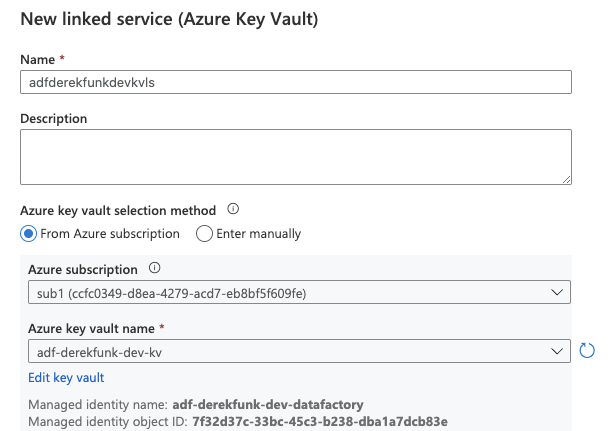 New linked service (Azure Key Vault)
Name *
adfderekfunkdevkvls
Description
Azure key vault selection method
From Azure subscription Enter manually
Azure subscription
sub1 (ccfc0349-d8ea-4279-acd7-eb8bf5f609fe)
Azure key vault name *
adf-derekfunk-dev-kv
Edit key vault
Managed identity name: adf-derekfunk-dev-datafactory
Managed identity object ID: 7f32d37c-33bc-45c3-b238-dba1a7dcb83e